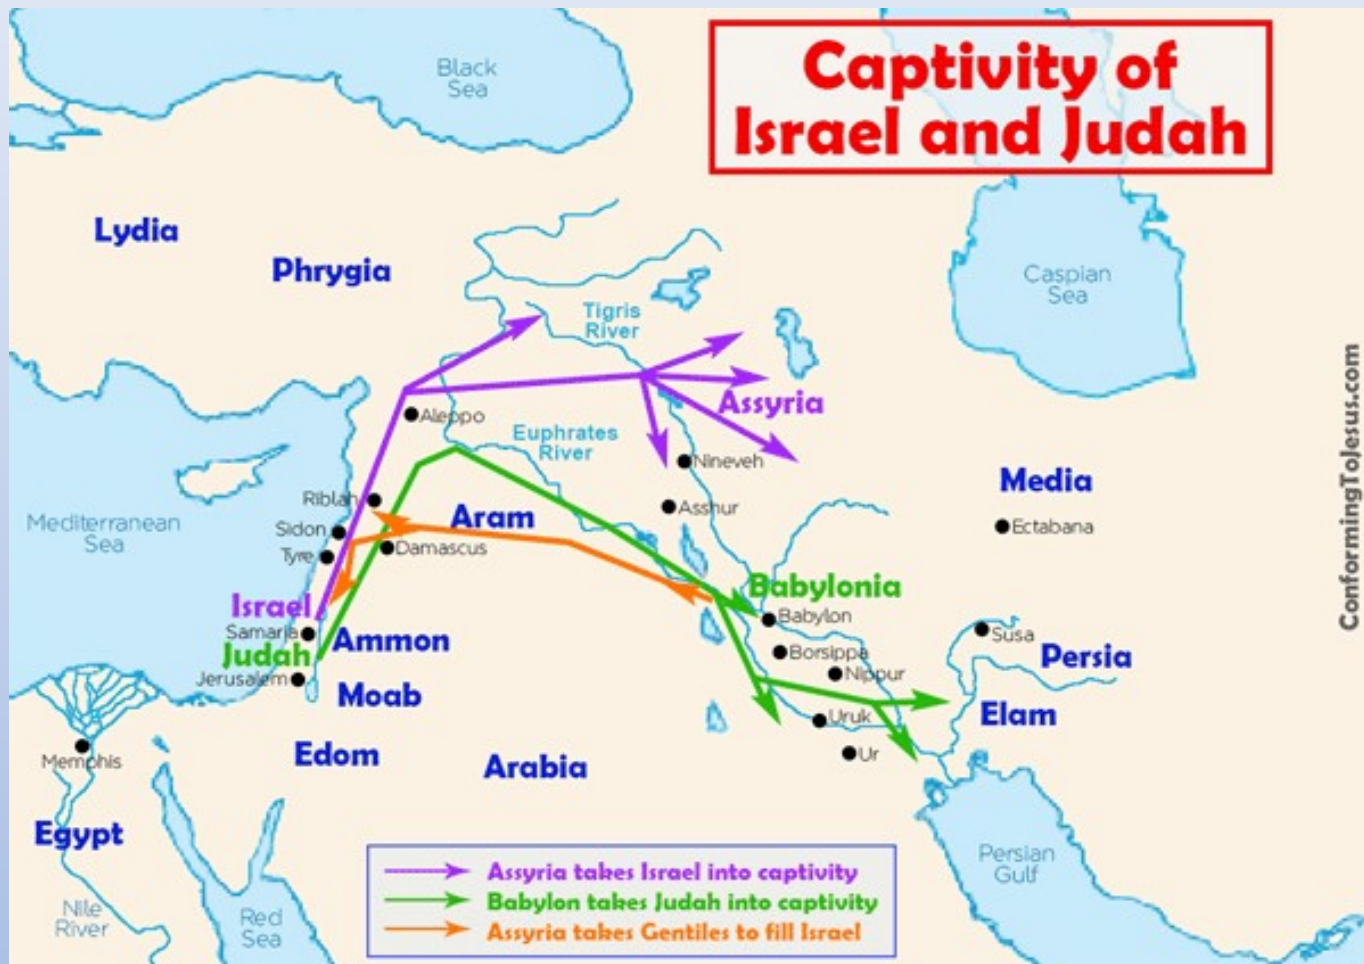 Captivity of
Israel and Judah
Black
Sea
Lydia
Phrygia
Caspian
Sea
Tigris
River
Assyria
Aleppo
Euphrates
River
Nineveh
Media
Riblah
Asshur
Aram
Ectabana
Mediterranean
Sea
Sidon
Tyre
Damascus
Babylonia
Israel
Babylon
Samaria
Ammon
Susa
Judah
Borsippa
Persia
Jerusalem
Nippur
Moab
Elam
Uruk
Edom
Ur
Memphis
Arabia
Egypt
Persian
Gulf
Nile
River
Red
Sea
Assyria takes Israel into captivity
Babylon takes Judah into captivity
Assyria takes Gentiles to fill Israel
ConformingToJesus.com